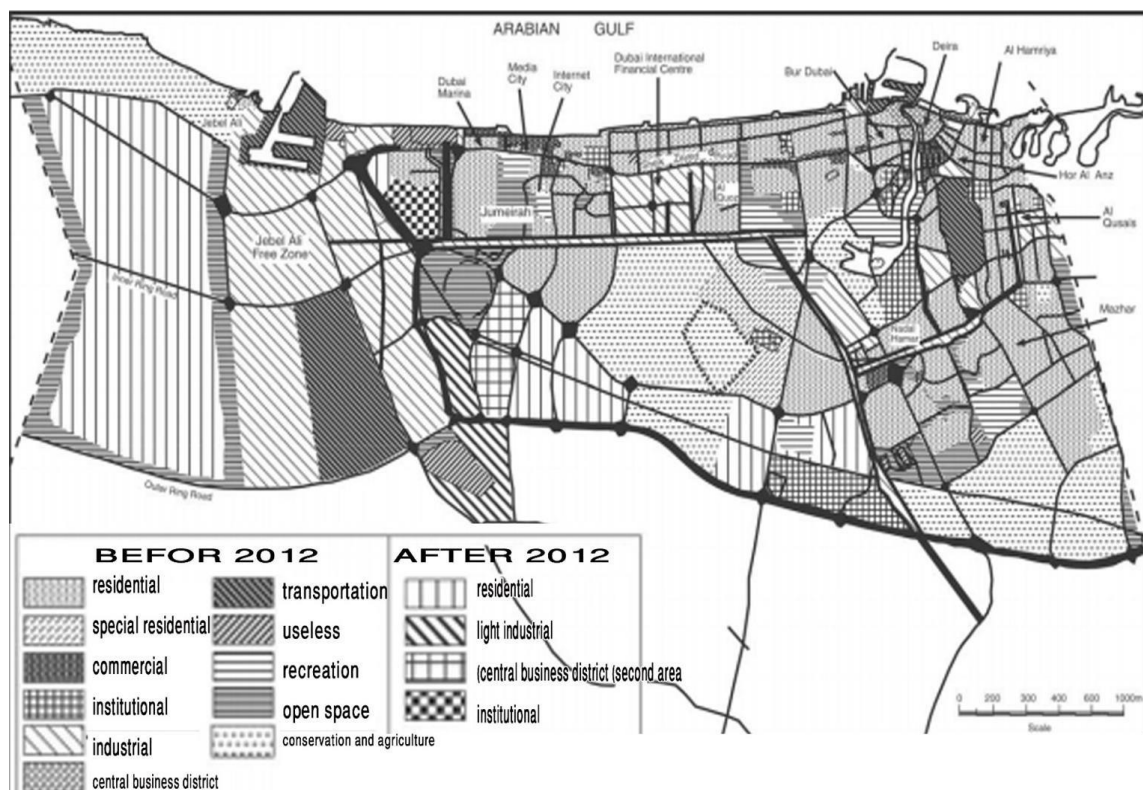 ARABIAN GULF
Deira
Al Hamriya
Dubai International
Financial Centre
Media
City
Internet
City
Dubai
Marina
Bur Dubai
Jebel Ali
Hor Al Anz
Al
Qusais
Jumeirah
Jebel Ali
Free Zone
Inner Ring Road
Mazhar
Nadal
Hamar
Outer Ring Road
BEFOR 2012
residential
special residential
commercial
institutional
industrial
central business district
transportation
useless
recreation
open space
conservation and agriculture
AFTER 2012
residential
light industrial
(central business district (second area
institutional
0 200 400 600 400 1000m
Scale